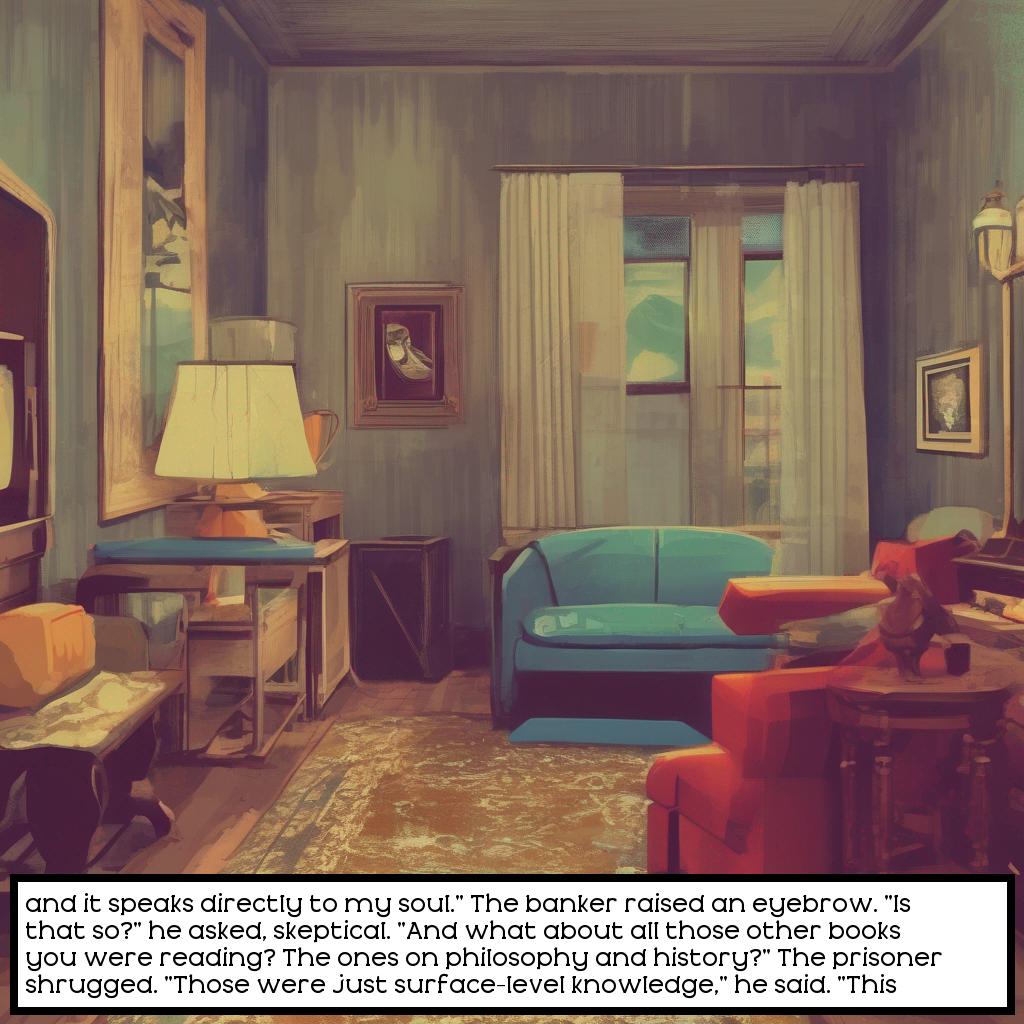 and it speaks directly to my soul." The banker raised an eyebrow. "Is
that so?" he asked, skeptical. "And what about all those other books
you were reading? The ones on philosophy and history?" The prisoner
shrugged. "Those were just surface-level knowledge," he said. "This